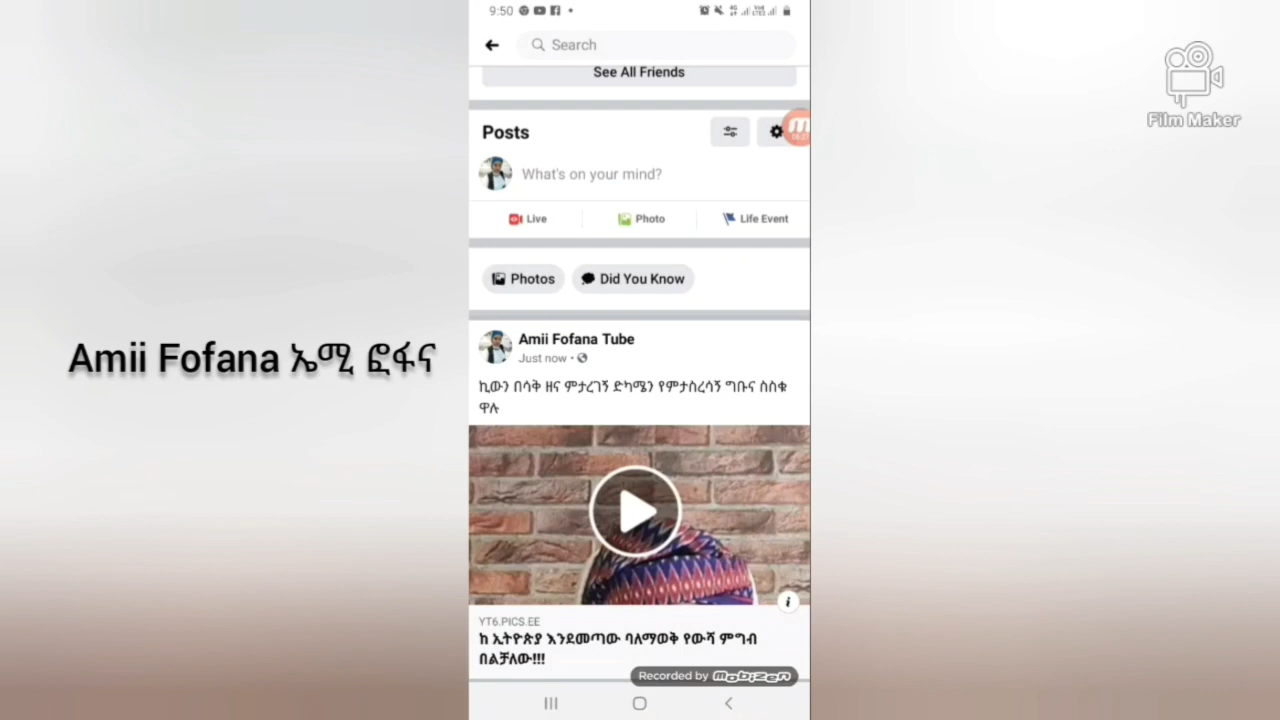 9:50
Search
See All Friends
Film Maker
Posts
What's on your mind?
Live
Photo
Life Event
Photos
Did You Know
Amii Fofana ኤሚ ፎፋና
Amii Fofana Tube
Just now
ኪውን በሳቅ ዘና ምታረገኝ ድካሜን የምታስረሳኝ ግቡና ስስቁ
ዋሉ
YT6.PICS.EE
ከ ኢትዮጵያ እንደመጣው ባለማወቅ የውሻ ምግብ
በልቻለው!!!
Recorded by mobizen